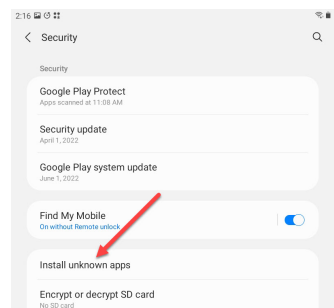 2:16
Security
Security
Google Play Protect
Apps scanned at 11:08 AM
Security update
April 1, 2022
Google Play system update
June 1, 2022
Find My Mobile
On without Remote unlock
Install unknown apps
Encrypt or decrypt SD card
No SD card